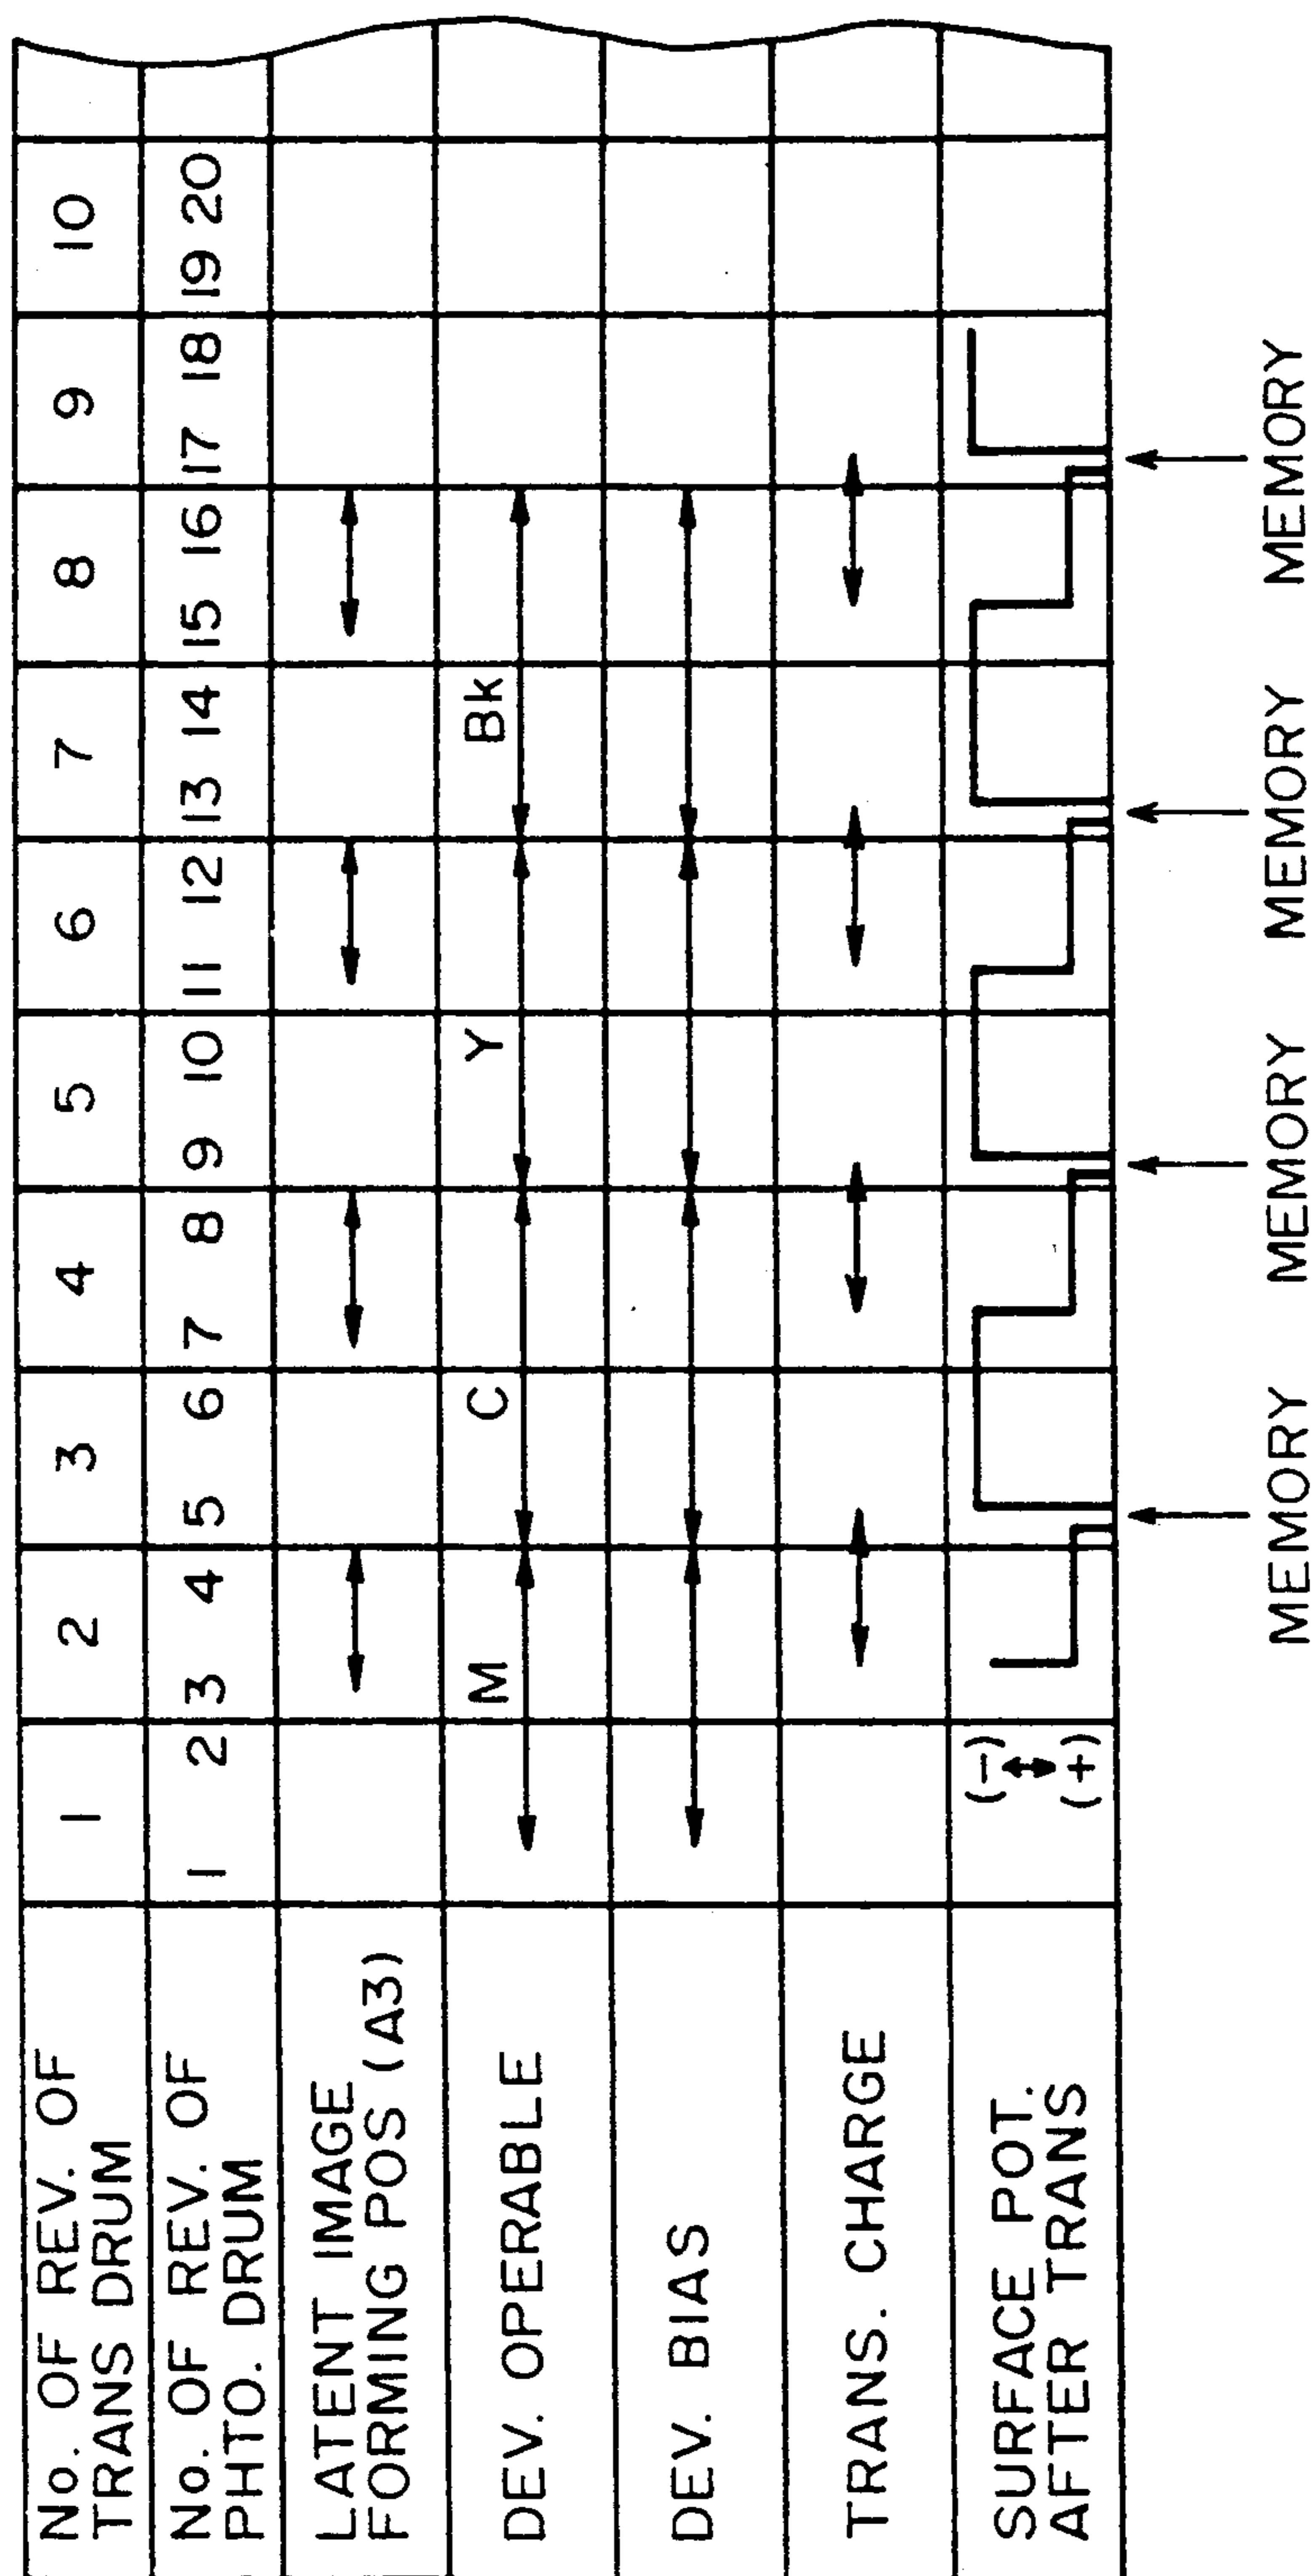 No. OF REV. OF
TRANS DRUM
1 2 3 4 5 6 7 8 9 10
No. OF REV. OF
PHTO. DRUM
1 2 3 4 5 6 7 8 9 10 11 12 13 14 15 16 17 18 19 20
LATENT IMAGE
FORMING POS (A3)
DEV. OPERABLE
M C Y Bk
DEV. BIAS
TRANS. CHARGE
SURFACE POT.
AFTER TRANS
(-)
(+)
MEMORY MEMORY MEMORY MEMORY